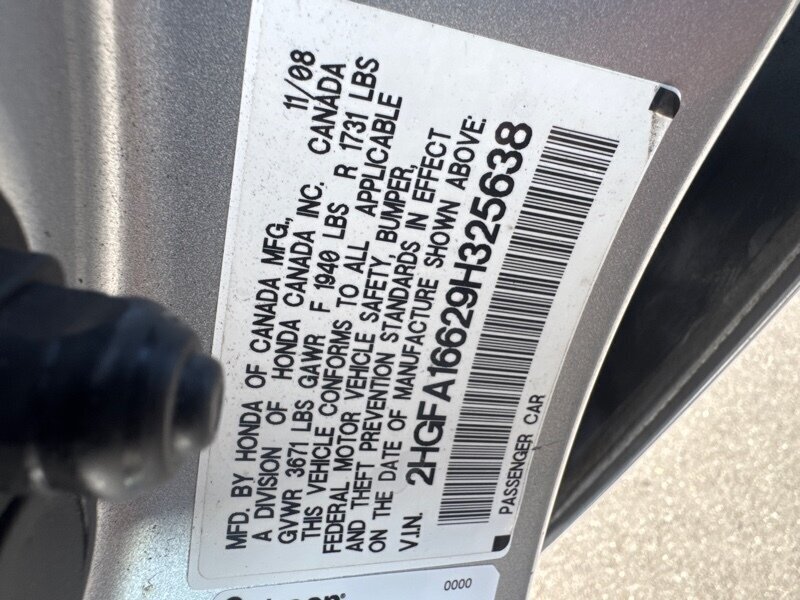 MFD. BY HONDA OF CANADA MFG., 11/08
A DIVISION OF HONDA CANADA INC. CANADA
GVWR 3671 LBS GAWR F 1940 LBS R 1731 LBS
THIS VEHICLE CONFORMS TO ALL APPLICABLE
FEDERAL MOTOR VEHICLE SAFETY, BUMPER,
AND THEFT PREVENTION STANDARDS IN EFFECT
ON THE DATE OF MANUFACTURE SHOWN ABOVE.
V.I.N. 2HGFA16629H325638
PASSENGER CAR
0000